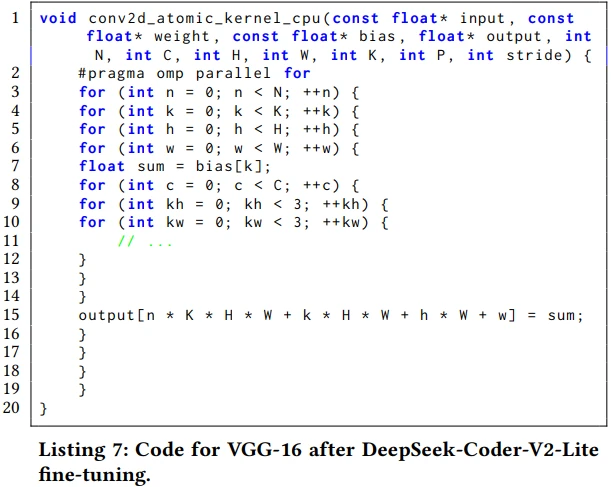 1 void conv2d_atomic_kernel_cpu(const float* input, const
float* weight, const float* bias, float* output, int
N, int C, int H, int W, int K, int P, int stride) {
2 #pragma omp parallel for
3 for (int n = 0; n < N; ++n) {
4 for (int k = 0; k < K; ++k) {
5 for (int h = 0; h < H; ++h) {
6 for (int w = 0; w < W; ++w) {
7 float sum = bias[k];
8 for (int c = 0; c < C; ++c) {
9 for (int kh = 0; kh < 3; ++kh) {
10 for (int kw = 0; kw < 3; ++kw) {
11 // ...
12 }
13 }
14 }
15 output[n * K * H * W + k * H * W + h * W + w] = sum;
16 }
17 }
18 }
19 }
20 }
Listing 7: Code for VGG-16 after DeepSeek-Coder-V2-Lite
fine-tuning.